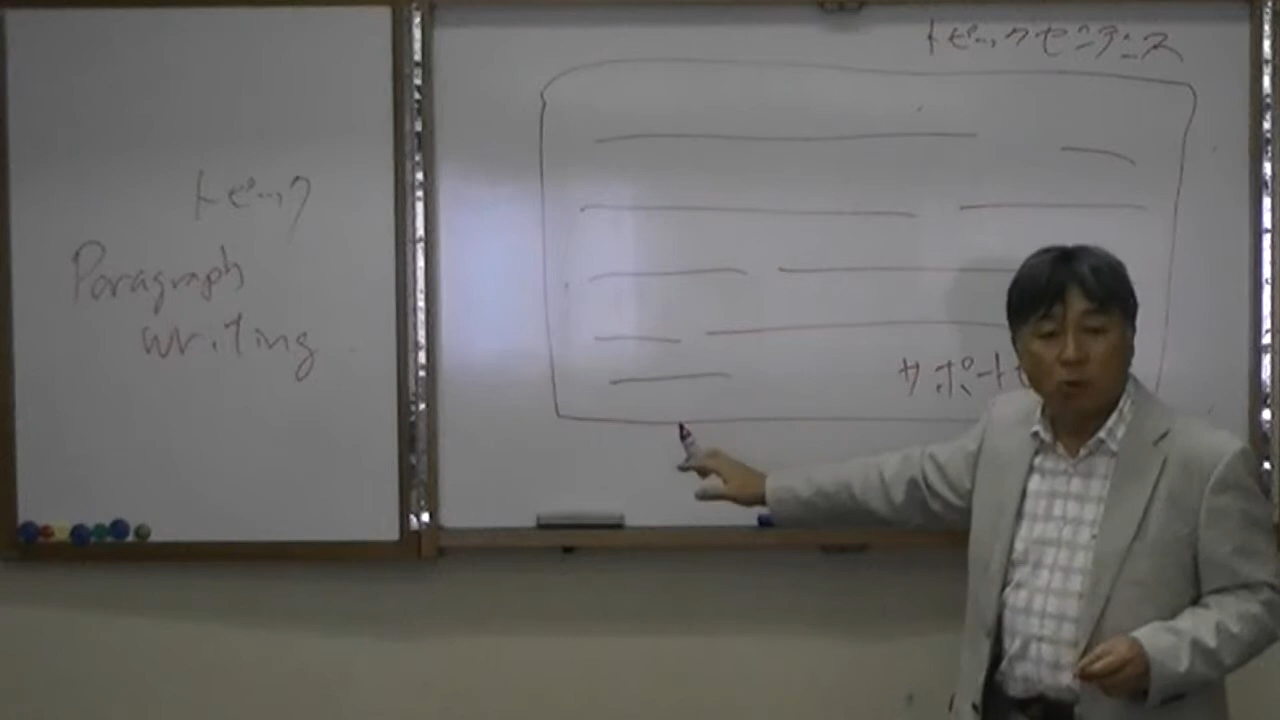 トピック
Paragraph
writing
トピックセンテンス
サポート